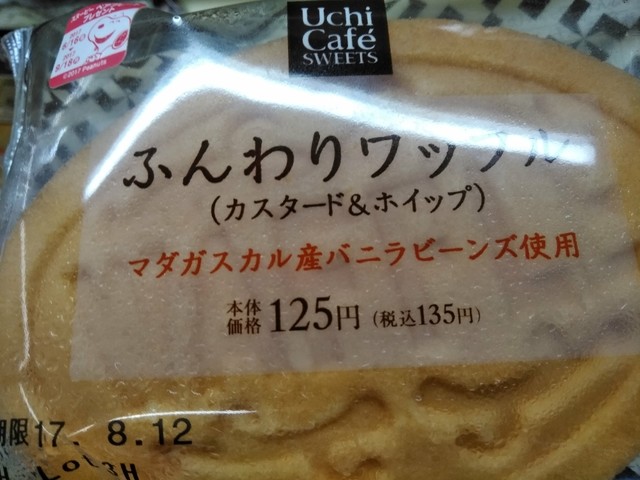 Uchi
Café
SWEETS
©2017 Peanuts
ふんわりワッフル
(カスタード&ホイップ)
マダガスカル産バニラビーンズ使用
本体
価格 125円 (税込135円)
期限17. 8.12